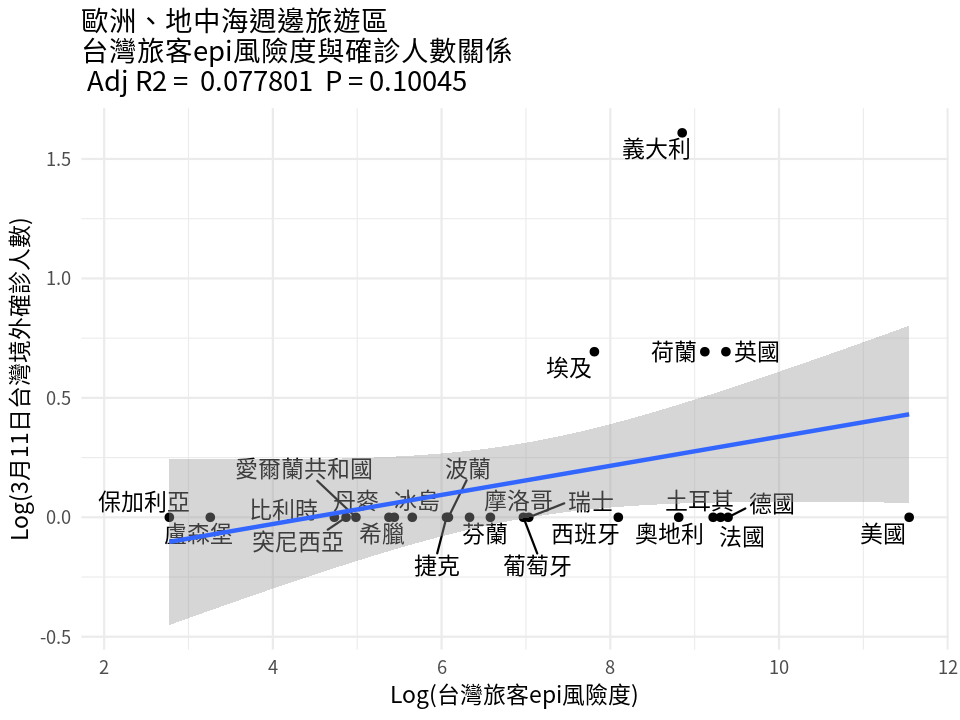 歐洲、地中海週邊旅遊區
台灣旅客epi風險度與確診人數關係
Adj R2 = 0.077801 P = 0.10045
Log(3月11日台灣境外確診人數)
1.5
1.0
0.5
0.0
-0.5
義大利
埃及
荷蘭
英國
愛爾蘭共和國
波蘭
保加利亞
比利時
丹麥
冰島
摩洛哥
瑞士
土耳其
德國
盧森堡
突尼西亞
希臘
芬蘭
西班牙
奧地利
法國
美國
捷克
葡萄牙
2
4
6
8
10
12
Log(台灣旅客epi風險度)